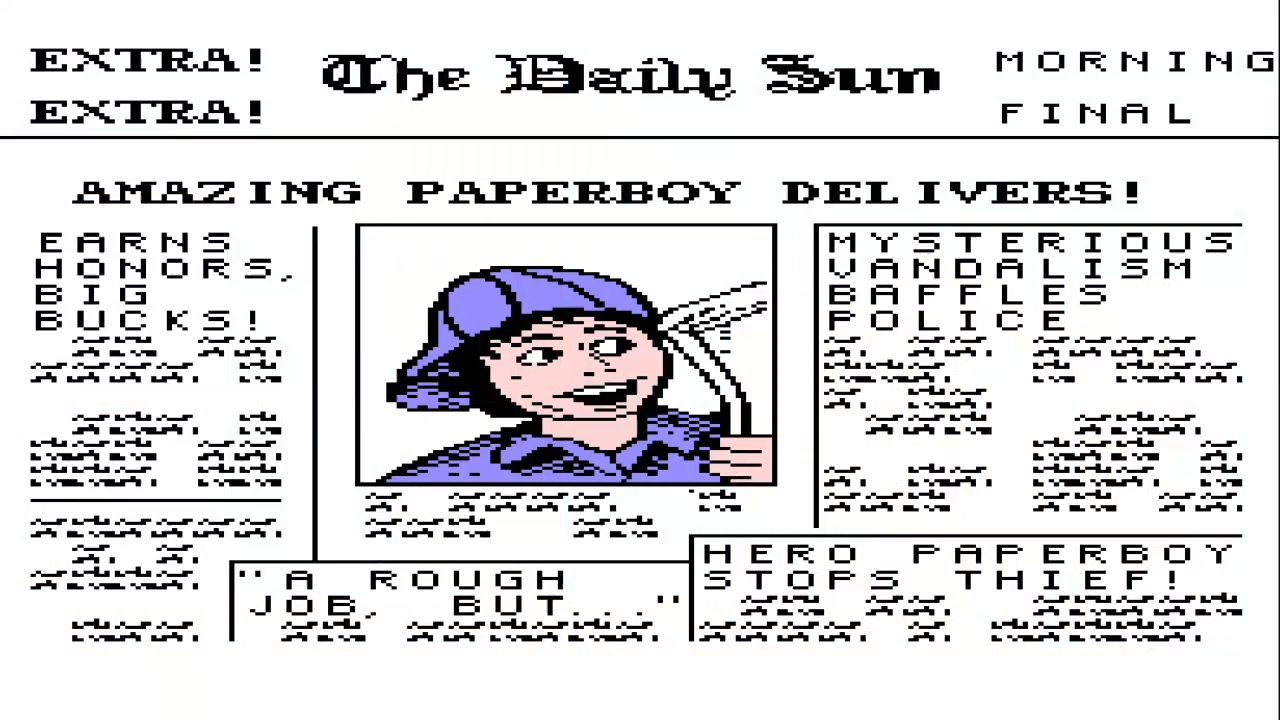 EXTRA!
EXTRA!
The Daily Sun
MORNING
FINAL
AMAZING PAPERBOY DELIVERS!
EARNS
HONORS,
BIG
BUCKS!
MYSTERIOUS
VANDALISM
BAFFLES
POLICE
"A ROUGH
JOB, BUT..."
HERO PAPERBOY
STOPS THIEF!